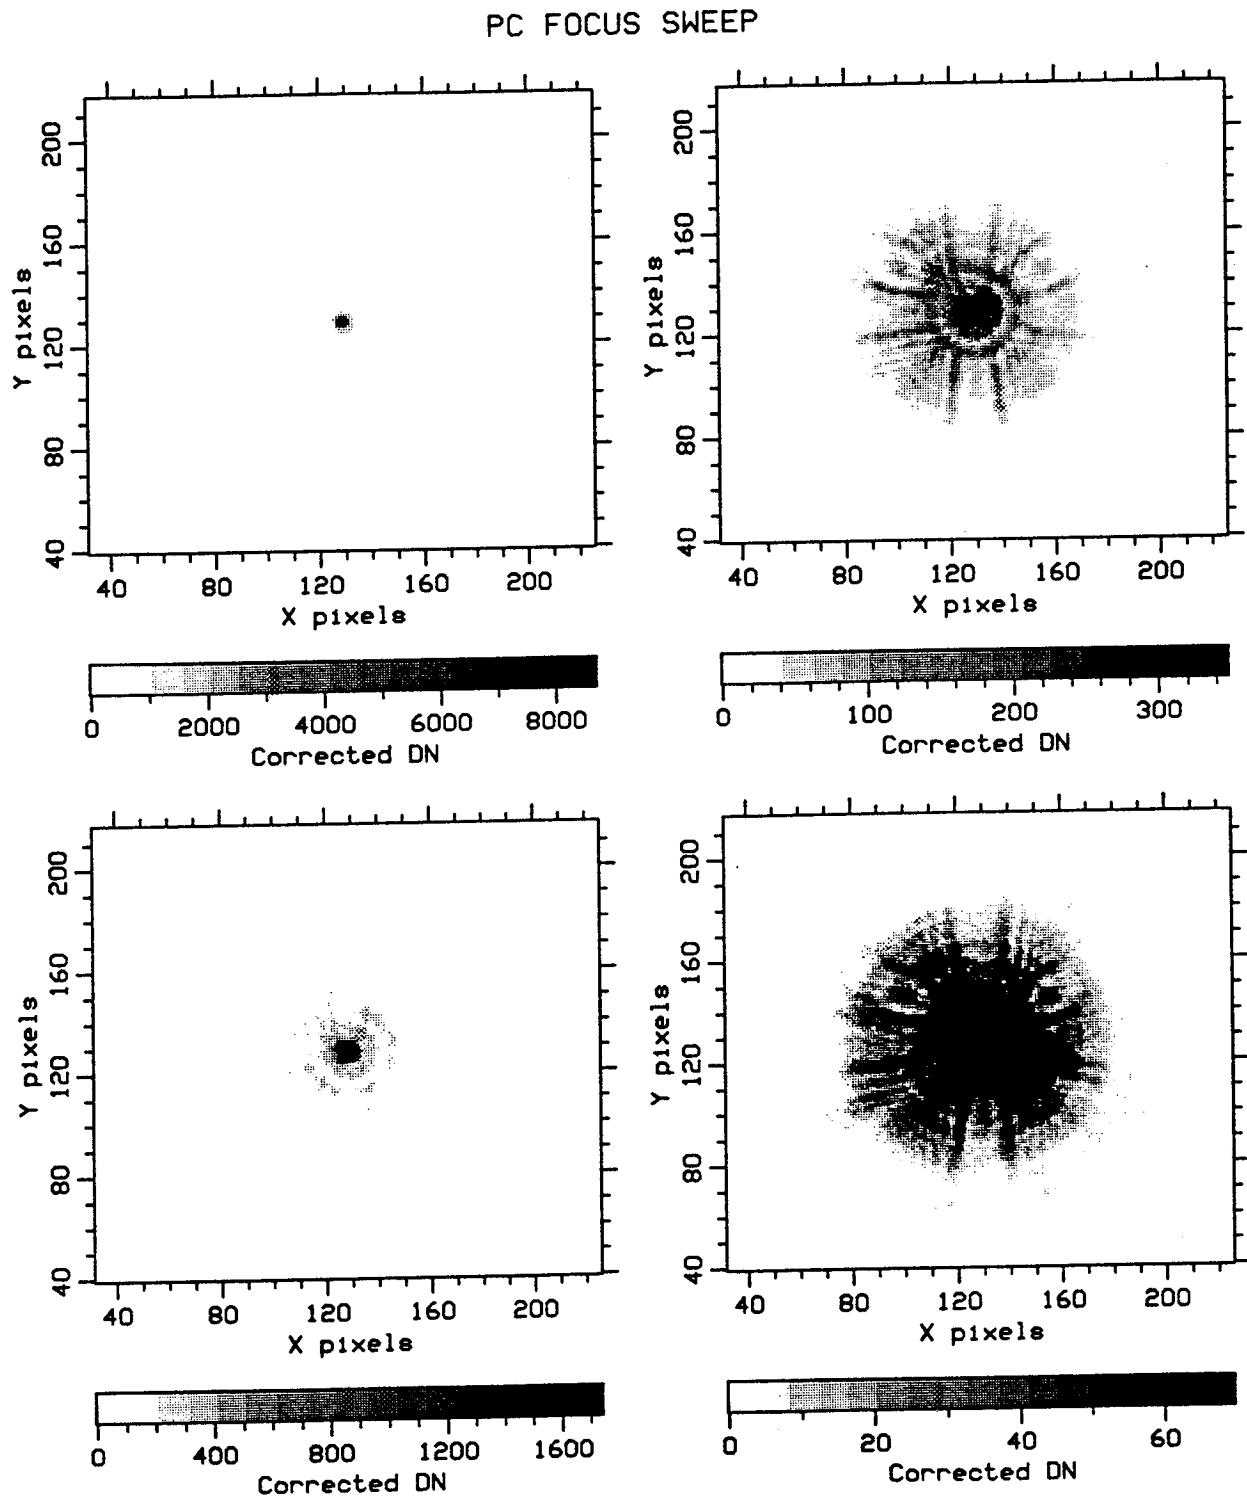 PC FOCUS SWEEP
200
160
120
80
40
Y pixels
40 80 120 160 200
X pixels
0 2000 4000 6000 8000
Corrected DN
200
160
120
80
40
Y pixels
40 80 120 160 200
X pixels
0 100 200 300
Corrected DN
200
160
120
80
40
Y pixels
40 80 120 160 200
X pixels
0 400 800 1200 1600
Corrected DN
200
160
120
80
40
Y pixels
40 80 120 160 200
X pixels
0 20 40 60
Corrected DN